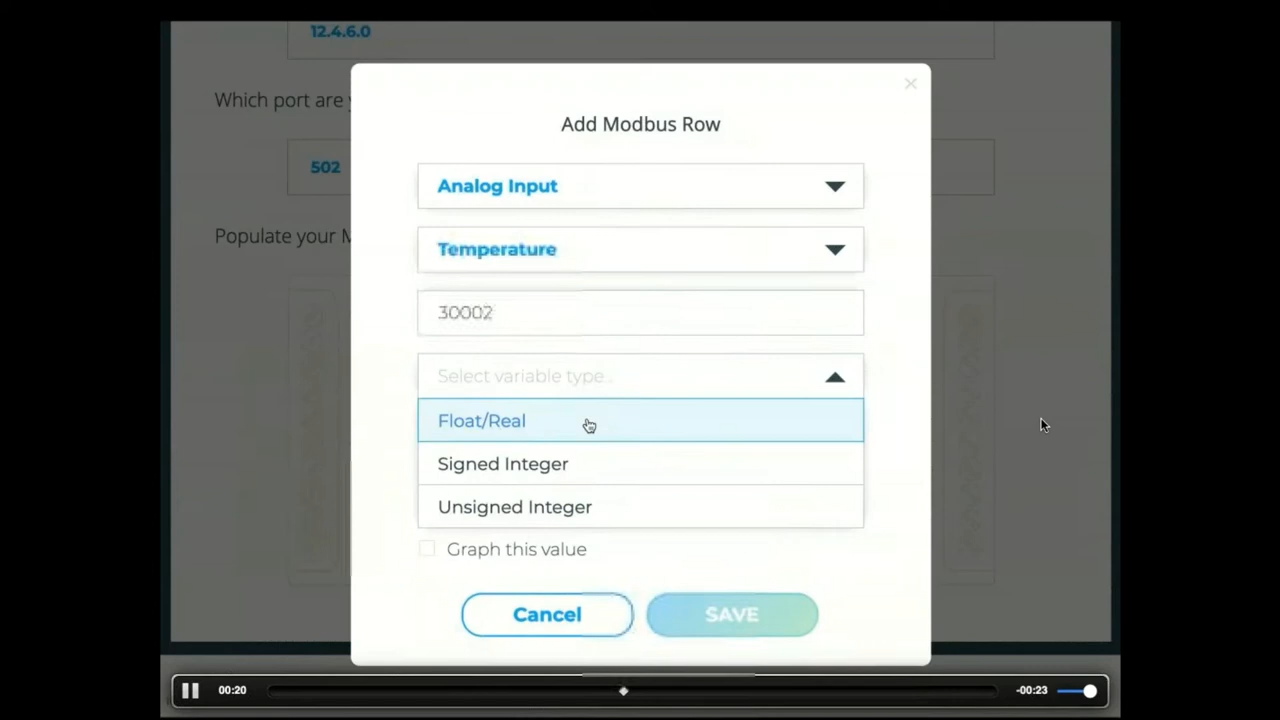 12.4.6.0
Which port are
Add Modbus Row
Analog Input
502
Temperature
Populate your M
30002
Select variable type..
Float/Real
Signed Integer
Unsigned Integer
Graph this value
Cancel
SAVE
00:20
-00:23